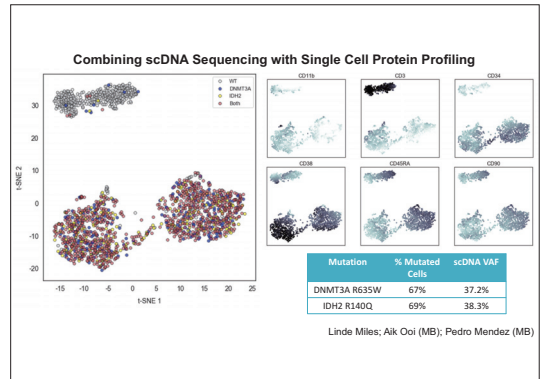 Combining scDNA Sequencing with Single Cell Protein Profiling
WT
DNMT3A
IDH2
Both
30
20
10
0
-10
-20
-15
-10
-5
0
5
10
15
20
25
t-SNE 2
t-SNE 1
CD11b
CD3
CD34
CD38
CD45RA
CD90
Mutation % Mutated Cells scDNA VAF
DNMT3A R635W 67% 37.2%
IDH2 R140Q 69% 38.3%
Linde Miles; Aik Ooi (MB); Pedro Mendez (MB)